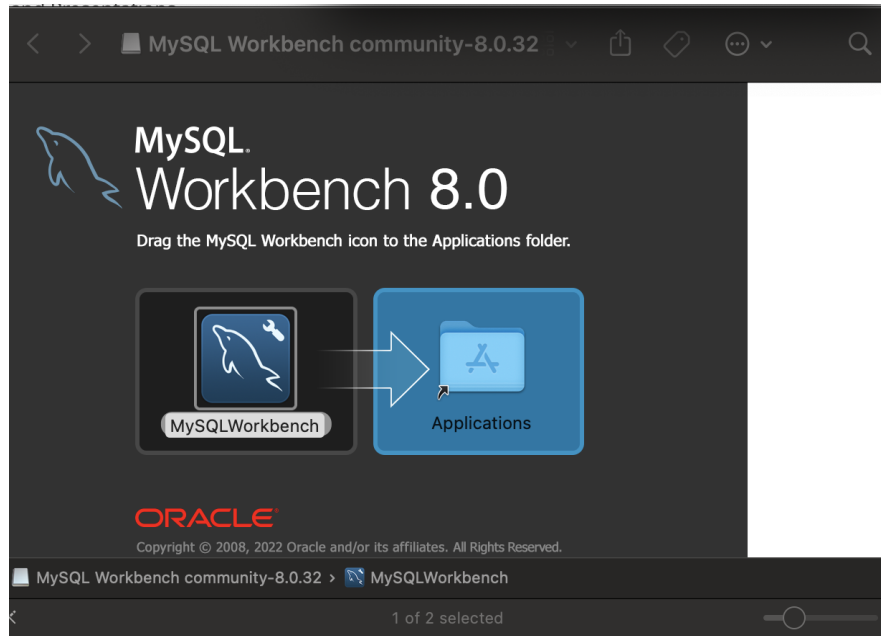 MySQL Workbench community-8.0.32
MySQL.
Workbench 8.0
Drag the MySQL Workbench icon to the Applications folder.
MySQLWorkbench
Applications
ORACLE
Copyright © 2008, 2022 Oracle and/or its affiliates. All Rights Reserved.
MySQL Workbench community-8.0.32 › MySQLWorkbench
1 of 2 selected